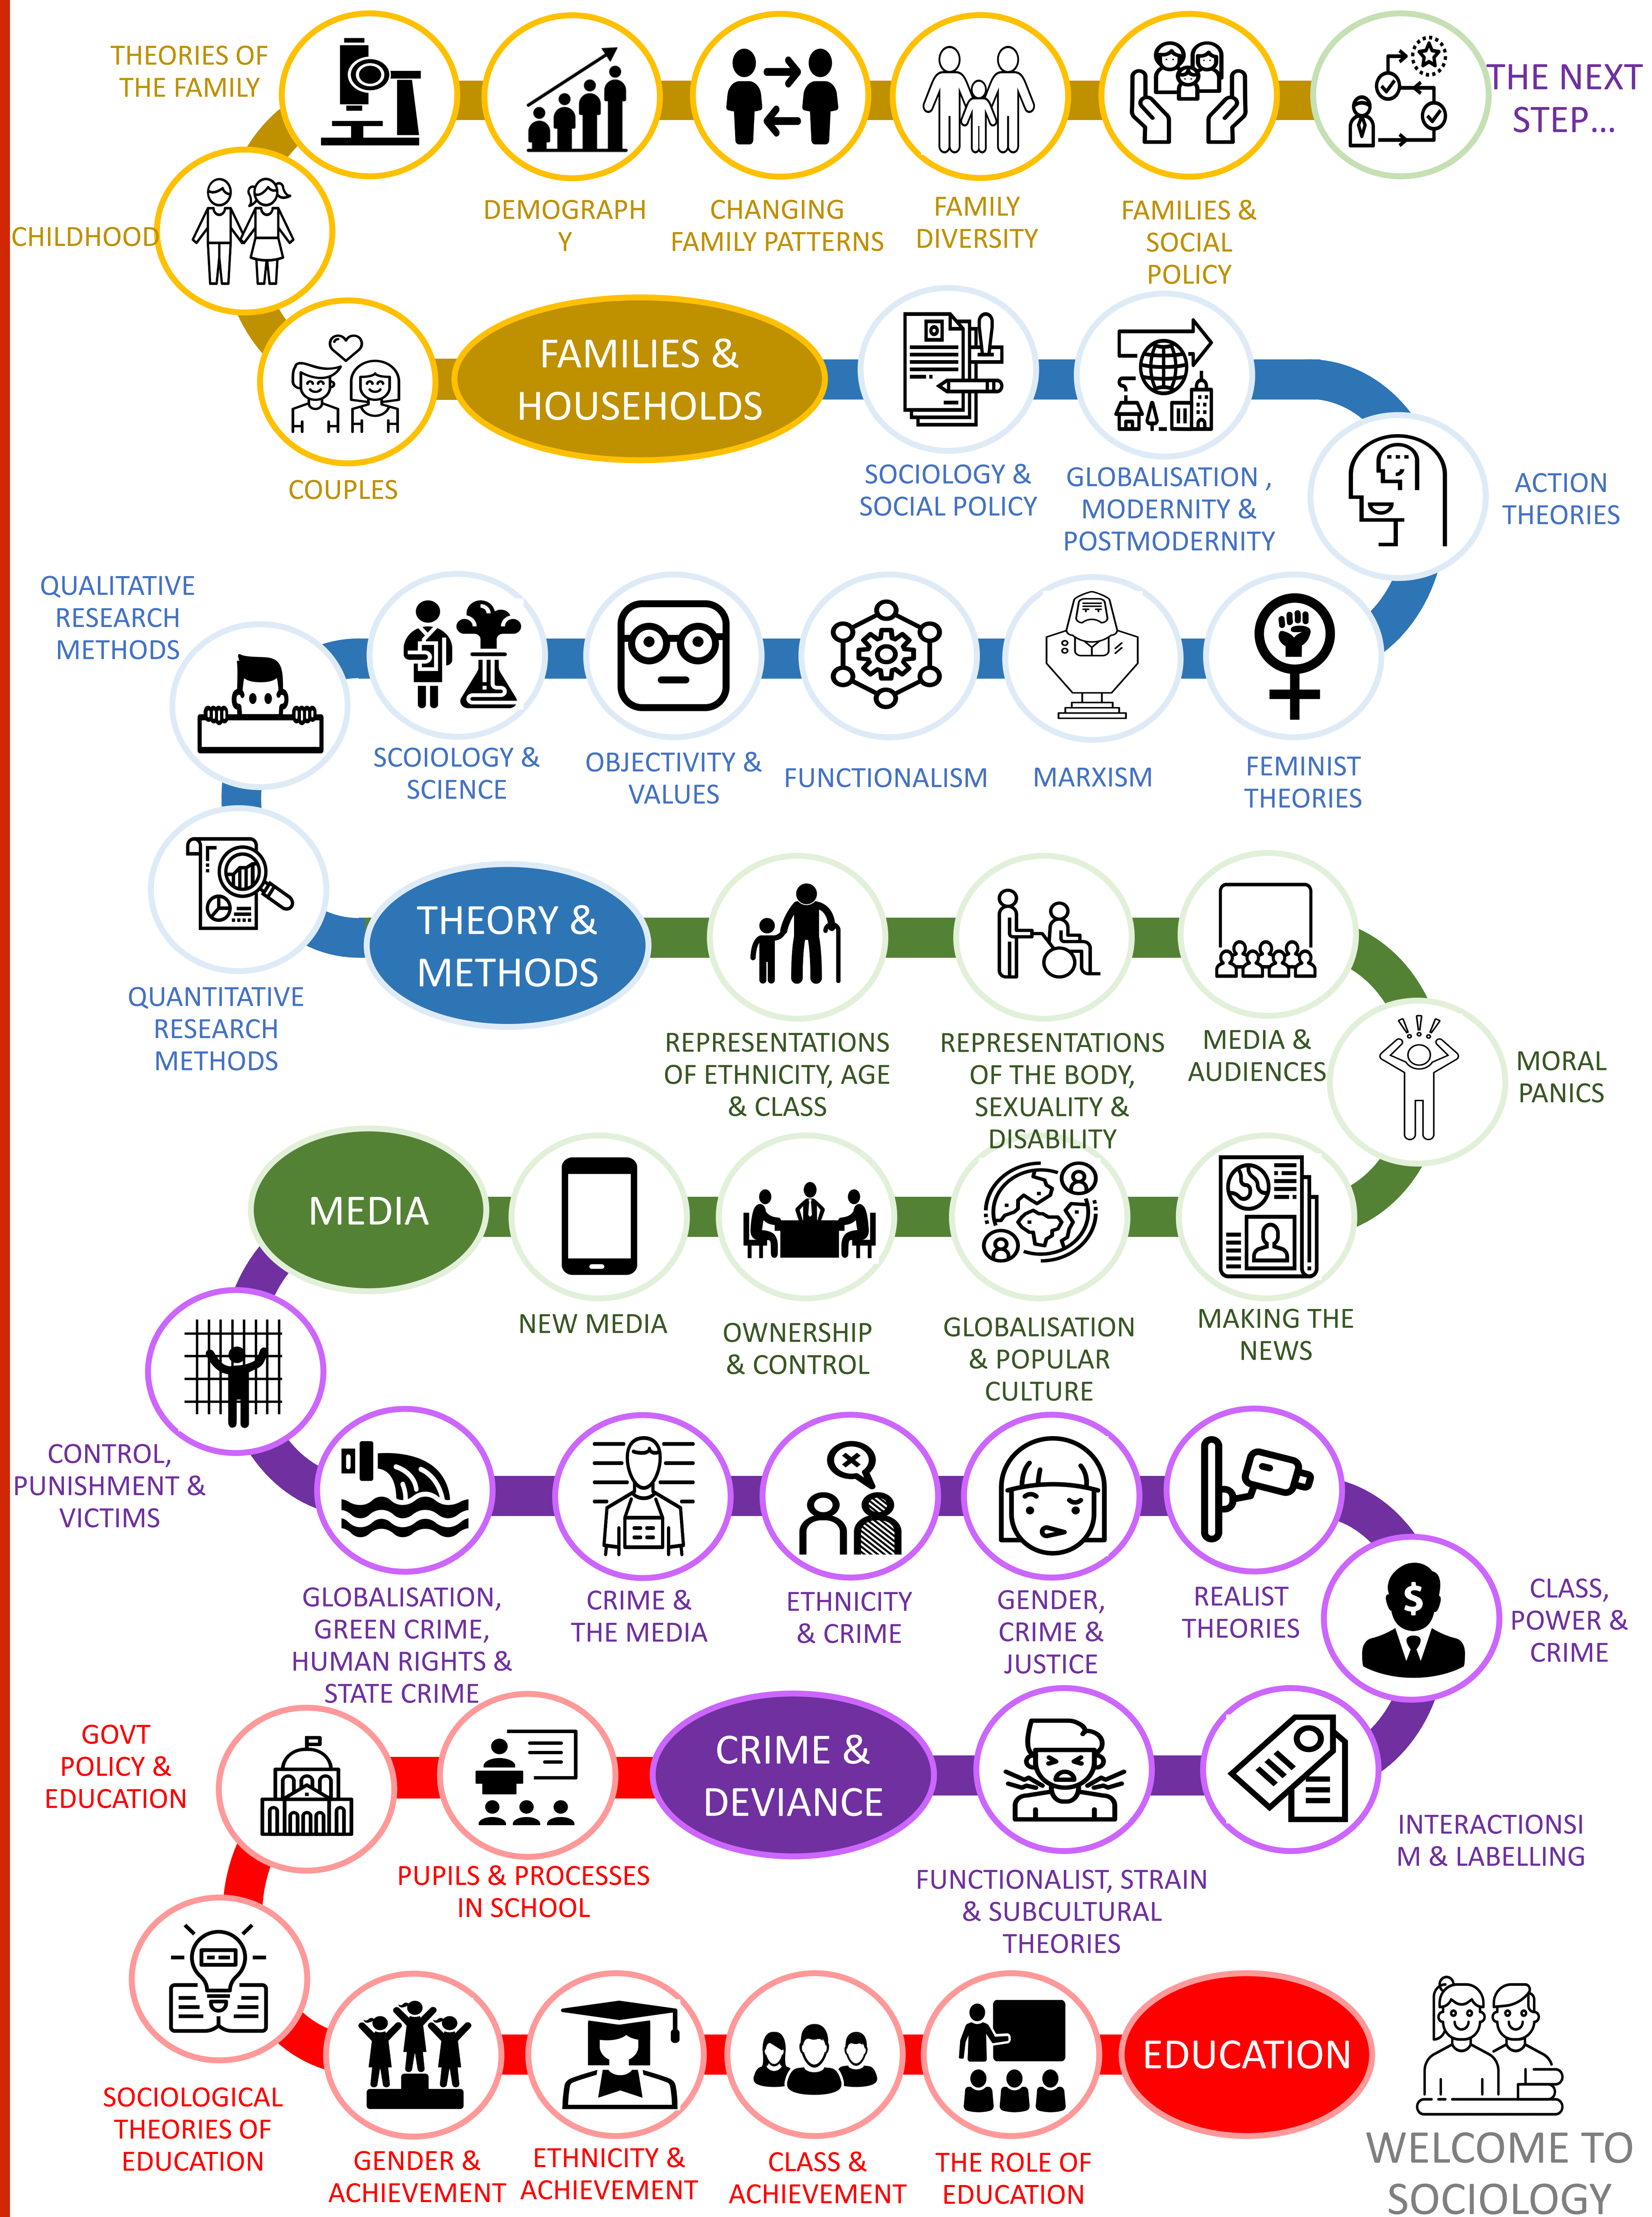 THEORIES OF
THE FAMILY
THE NEXT
STEP...
CHILDHOOD
DEMOGRAPH
Y
CHANGING
FAMILY PATTERNS
FAMILY
DIVERSITY
FAMILIES &
SOCIAL
POLICY
FAMILIES &
HOUSEHOLDS
COUPLES
SOCIOLOGY &
SOCIAL POLICY
GLOBALISATION ,
MODERNITY &
POSTMODERNITY
ACTION
THEORIES
QUALITATIVE
RESEARCH
METHODS
SCOIOLOGY &
SCIENCE
OBJECTIVITY &
VALUES
FUNCTIONALISM
MARXISM
FEMINIST
THEORIES
THEORY &
METHODS
QUANTITATIVE
RESEARCH
METHODS
REPRESENTATIONS
OF ETHNICITY, AGE
& CLASS
REPRESENTATIONS
OF THE BODY,
SEXUALITY &
DISABILITY
MEDIA &
AUDIENCES
MORAL
PANICS
MEDIA
NEW MEDIA
OWNERSHIP
& CONTROL
GLOBALISATION
& POPULAR
CULTURE
MAKING THE
NEWS
CONTROL,
PUNISHMENT &
VICTIMS
GLOBALISATION,
GREEN CRIME,
HUMAN RIGHTS &
STATE CRIME
CRIME &
THE MEDIA
ETHNICITY
& CRIME
GENDER,
CRIME &
JUSTICE
REALIST
THEORIES
$
CLASS,
POWER &
CRIME
GOVT
POLICY &
EDUCATION
PUPILS & PROCESSES
IN SCHOOL
CRIME &
DEVIANCE
FUNCTIONALIST, STRAIN
& SUBCULTURAL
THEORIES
INTERACTIONSI
M & LABELLING
SOCIOLOGICAL
THEORIES OF
EDUCATION
GENDER &
ACHIEVEMENT
ETHNICITY &
ACHIEVEMENT
CLASS &
ACHIEVEMENT
THE ROLE OF
EDUCATION
EDUCATION
WELCOME TO
SOCIOLOGY